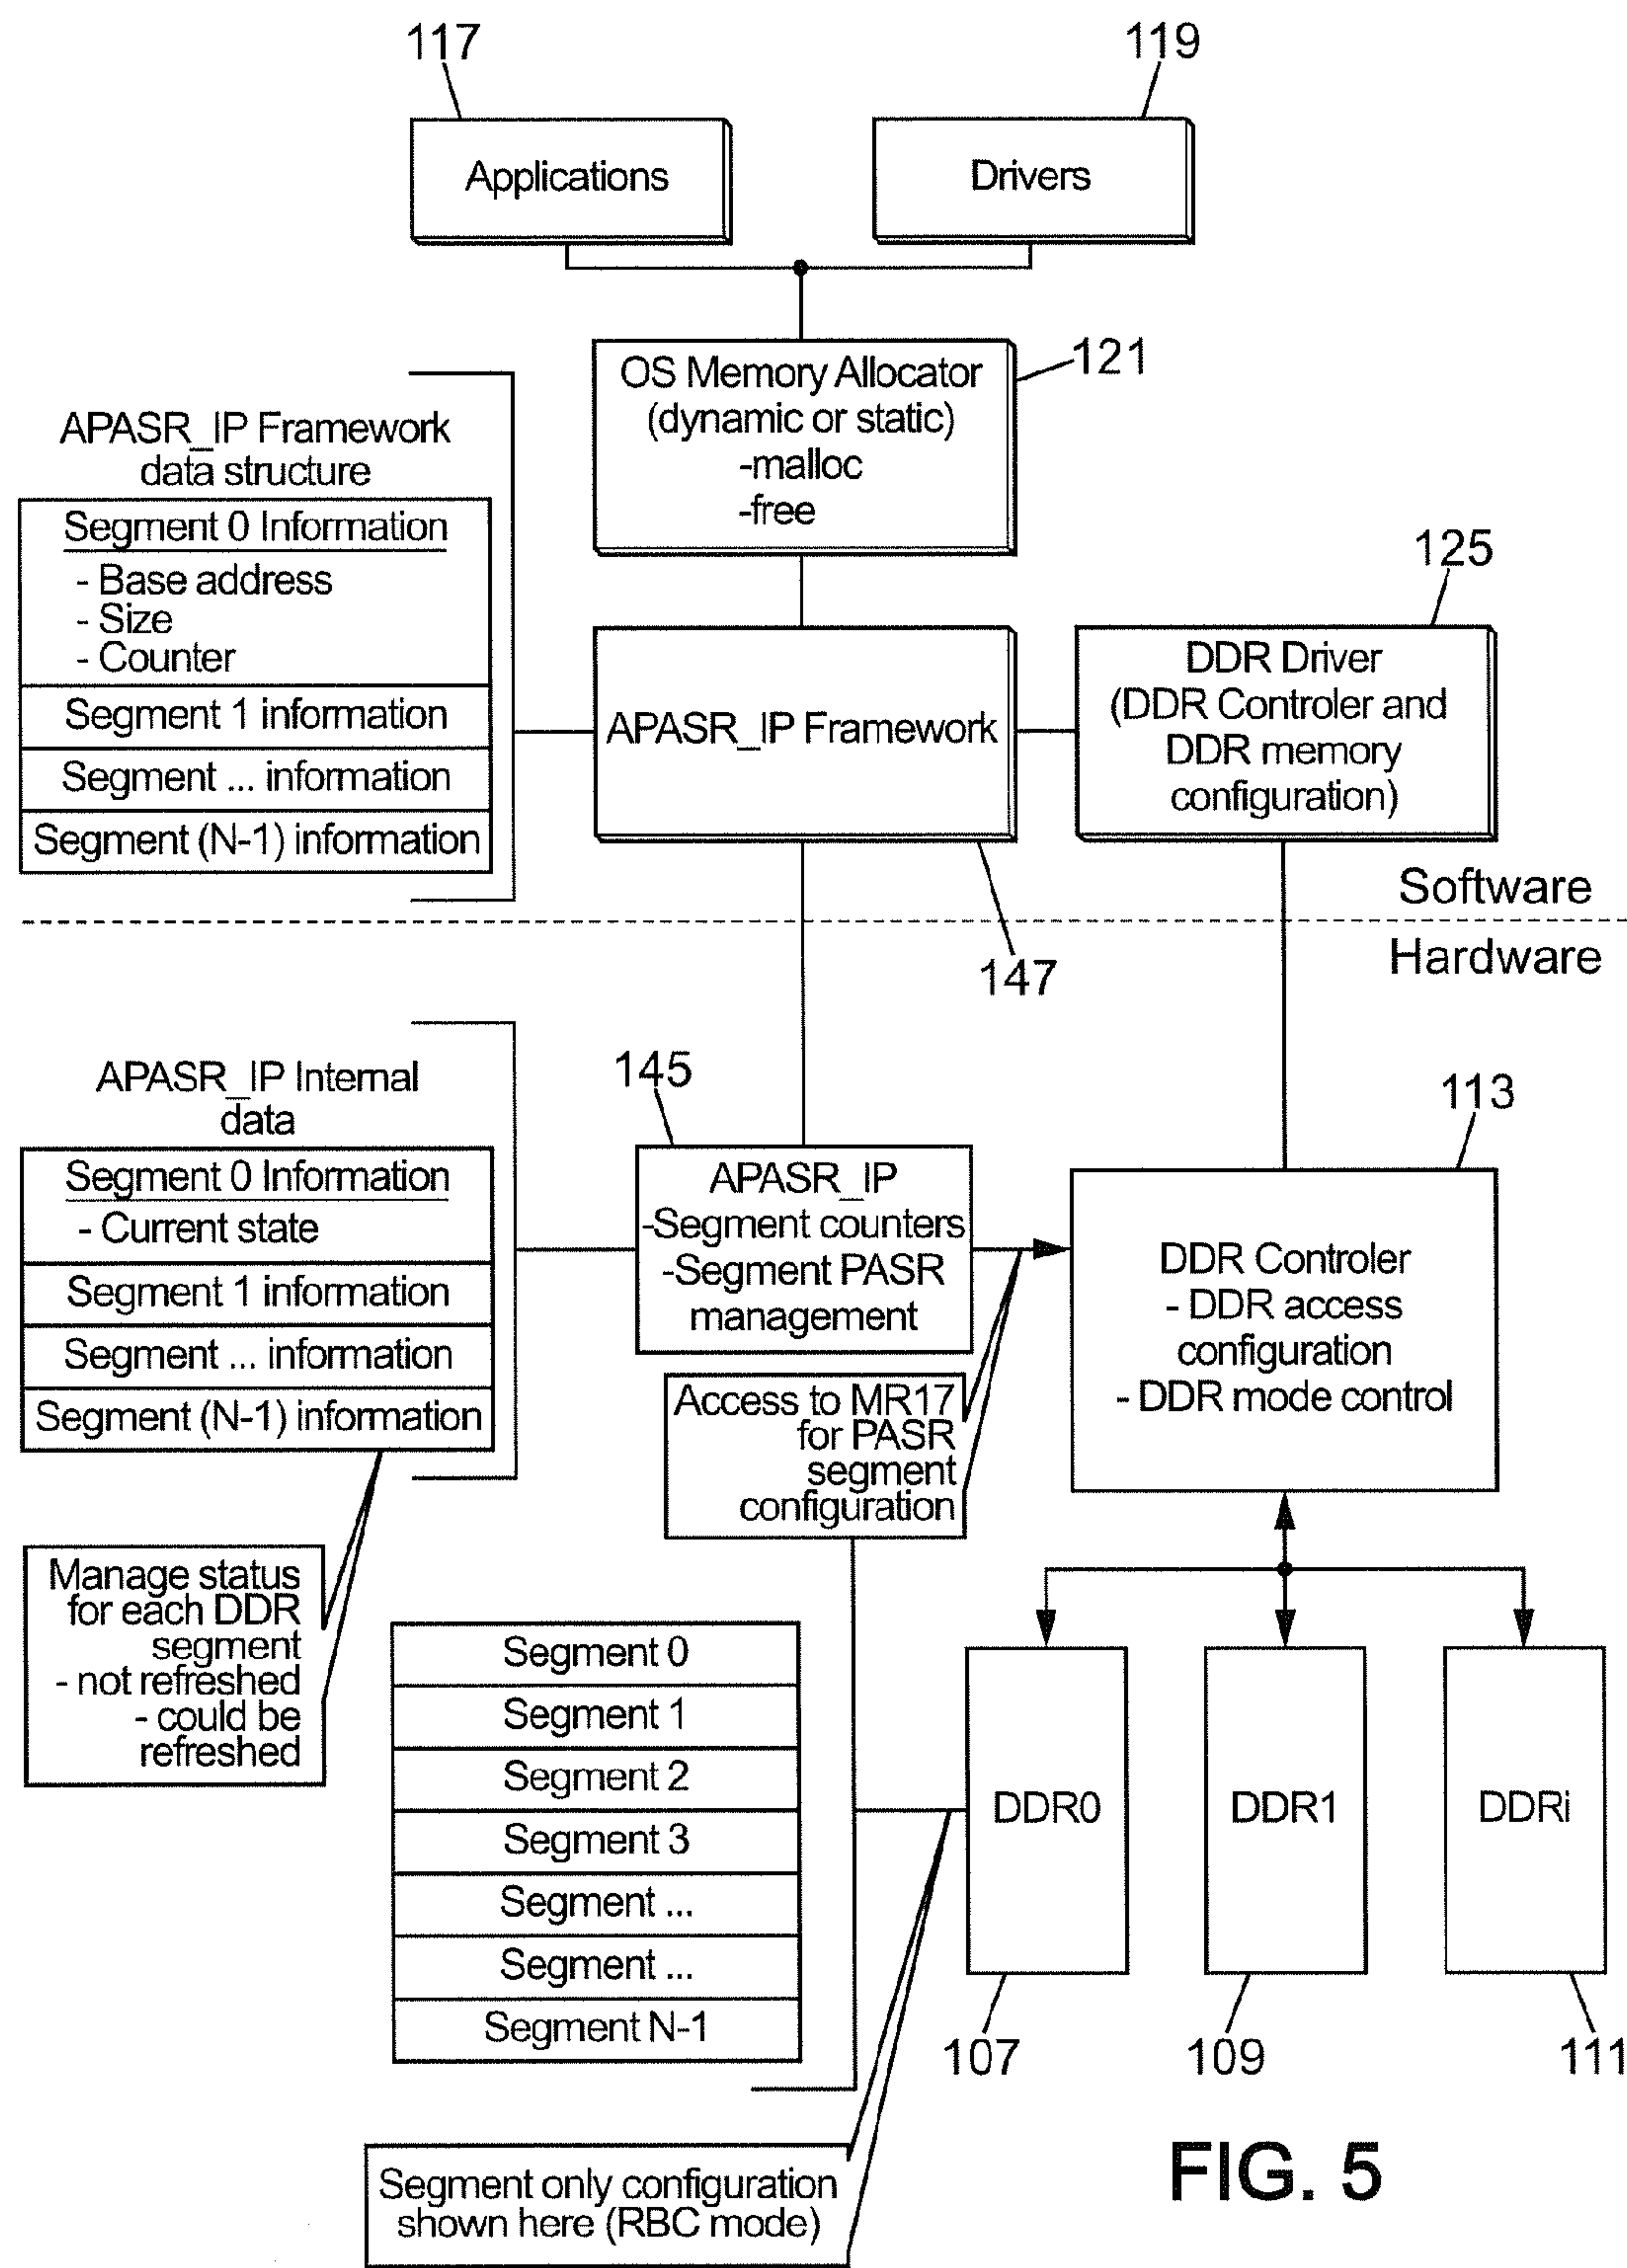 117
119
Applications
Drivers
OS Memory Allocator
(dynamic or static)
-malloc
-free
121
APASR_IP Framework
data structure
Segment 0 Information
- Base address
- Size
- Counter
Segment 1 information
Segment ... information
Segment (N-1) information
APASR_IP Framework
147
125
DDR Driver
(DDR Controler and
DDR memory
configuration)
Software
Hardware
APASR_IP Internal
data
Segment 0 Information
- Current state
Segment 1 information
Segment ... information
Segment (N-1) information
Manage status
for each DDR
segment
- not refreshed
- could be
refreshed
145
APASR_IP
-Segment counters
-Segment PASR
management
Access to MR17
for PASR
segment
configuration
113
DDR Controler
- DDR access
configuration
- DDR mode control
Segment 0
Segment 1
Segment 2
Segment 3
Segment ...
Segment ...
Segment N-1
DDR0
DDR1
DDRi
107
109
111
Segment only configuration
shown here (RBC mode)
FIG. 5